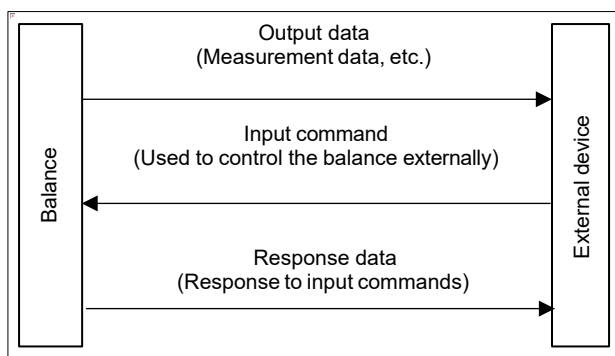 Output data
(Measurement data, etc.)
Input command
(Used to control the balance externally)
Balance
External device
Response data
(Response to input commands)